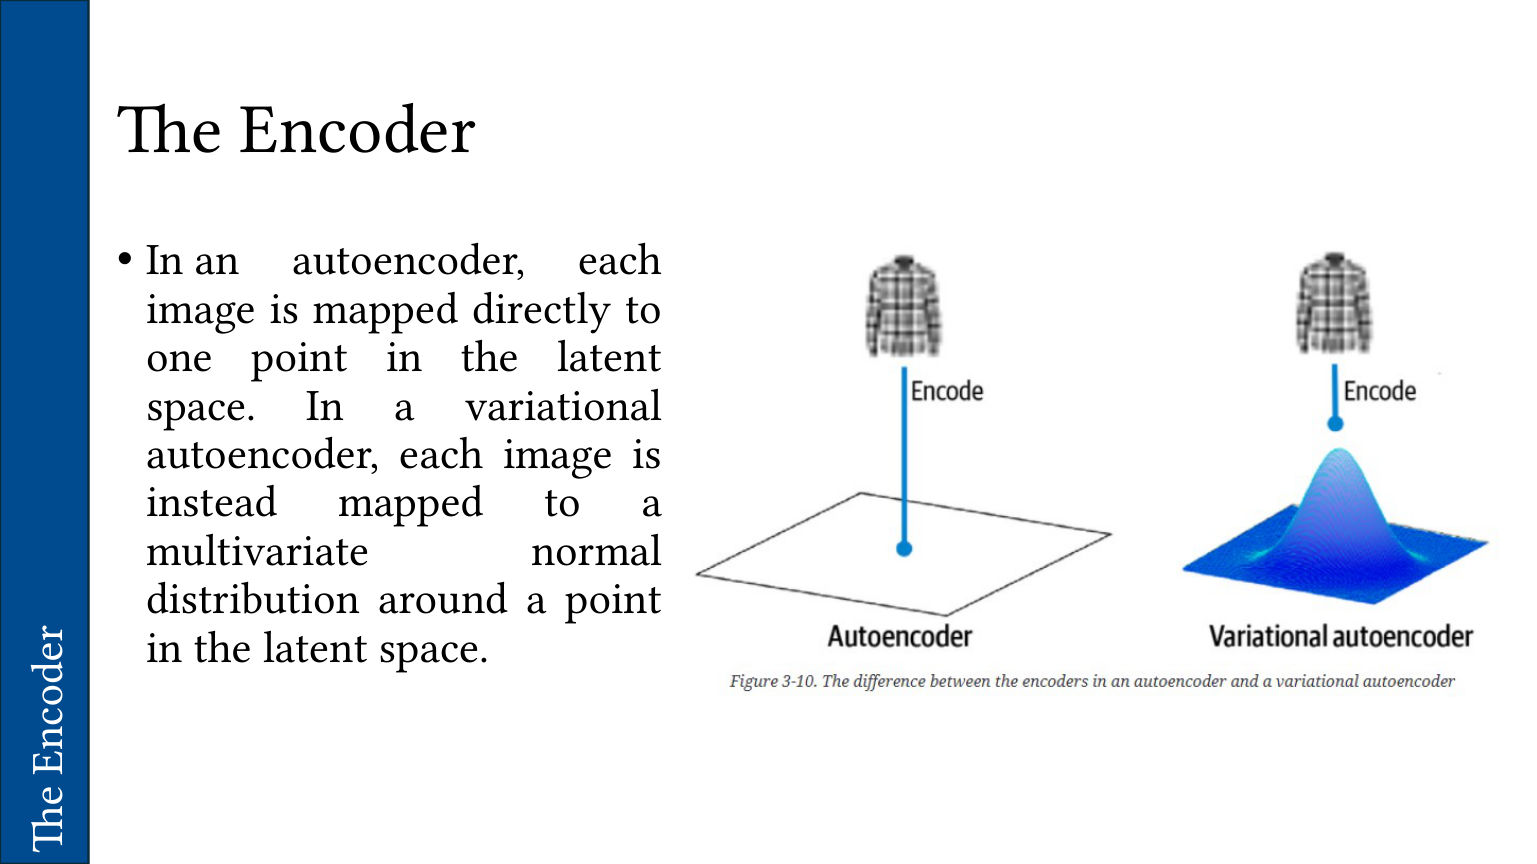 The Encoder
The Encoder
• In an autoencoder, each
image is mapped directly to
one point in the latent
space. In a variational
autoencoder, each image is
instead mapped to a
multivariate normal
distribution around a point
in the latent space.
Encode
Encode
Autoencoder
Variational autoencoder
Figure 3-10. The difference between the encoders in an autoencoder and a variational autoencoder